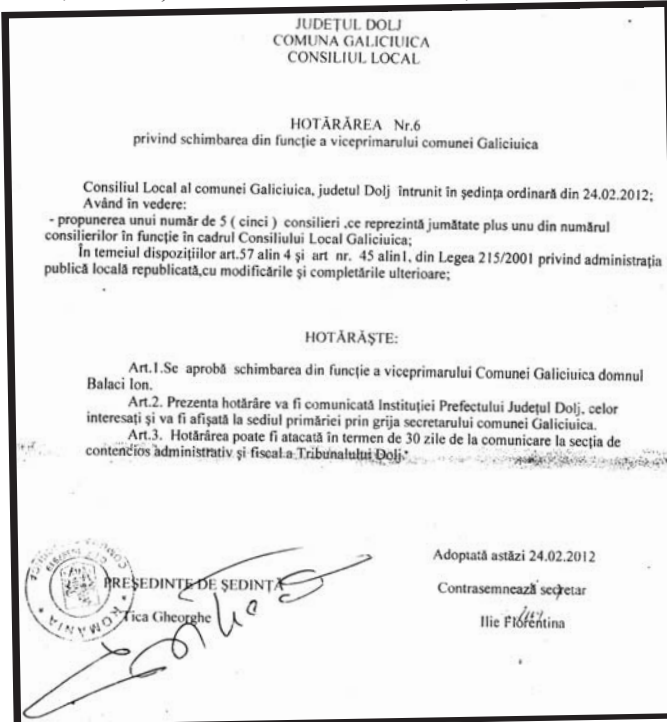 JUDEȚUL DOLJ
COMUNA GALICIUICA
CONSILIUL LOCAL
HOTĂRÂREA Nr.6
privind schimbarea din funcție a viceprimarului comunei Galiciuica
Consiliul Local al comunei Galiciuica, judetul Dolj întrunit în ședința ordinară din 24.02.2012;
Având în vedere:
- propunerea unui număr de 5 ( cinci ) consilieri ,ce reprezintă jumătate plus unu din numărul
consilierilor în funcție în cadrul Consiliului Local Galiciuica;
În temeiul dispozițiilor art.57 alin 4 și art nr. 45 alin1, din Legea 215/2001 privind administrația
publică locală republicată,cu modificările și completările ulterioare;
HOTĂRĂȘTE:
Art.1.Se aprobă schimbarea din funcție a viceprimarului Comunei Galiciuica domnul
Balaci Ion.
Art.2. Prezenta hotărâre va fi comunicată Instituției Prefectului Județul Dolj, celor
interesați și va fi afișată la sediul primăriei prin grija secretarului comunei Galiciuica.
Art.3. Hotărârea poate fi atacată în termen de 30 zile de la comunicare la secția de
contencios administrativ și fiscal a Tribunalului Dolj.
Adoptată astăzi 24.02.2012
PREȘEDINTE DE ȘEDINȚĂ
Contrasemnează secretar
Țica Gheorghe
Ilie Florentina
ROMÂNIA